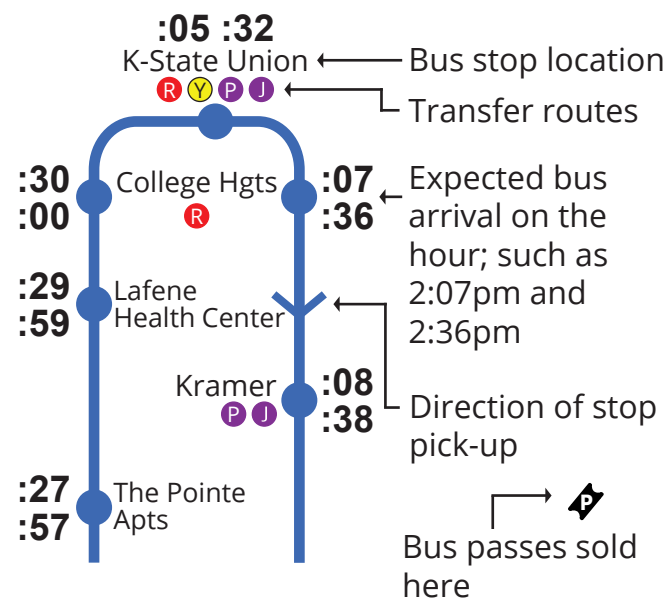 :05 :32
K-State Union
R Y P J
Bus stop location
Transfer routes
:30
:00
College Hgts
R
:07
:36
Expected bus
arrival on the
hour; such as
2:07pm and
2:36pm
:29
:59
Lafene
Health Center
Kramer
P J
:08
:38
Direction of stop
pick-up
:27
:57
The Pointe
Apts
P
Bus passes sold
here